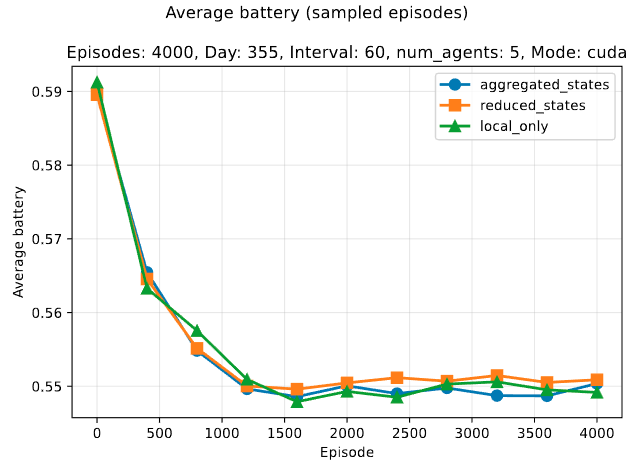 Average battery (sampled episodes)
Episodes: 4000, Day: 355, Interval: 60, num_agents: 5, Mode: cuda
aggregated_states
reduced_states
local_only
Average battery
0.59
0.58
0.57
0.56
0.55
0 500 1000 1500 2000 2500 3000 3500 4000
Episode